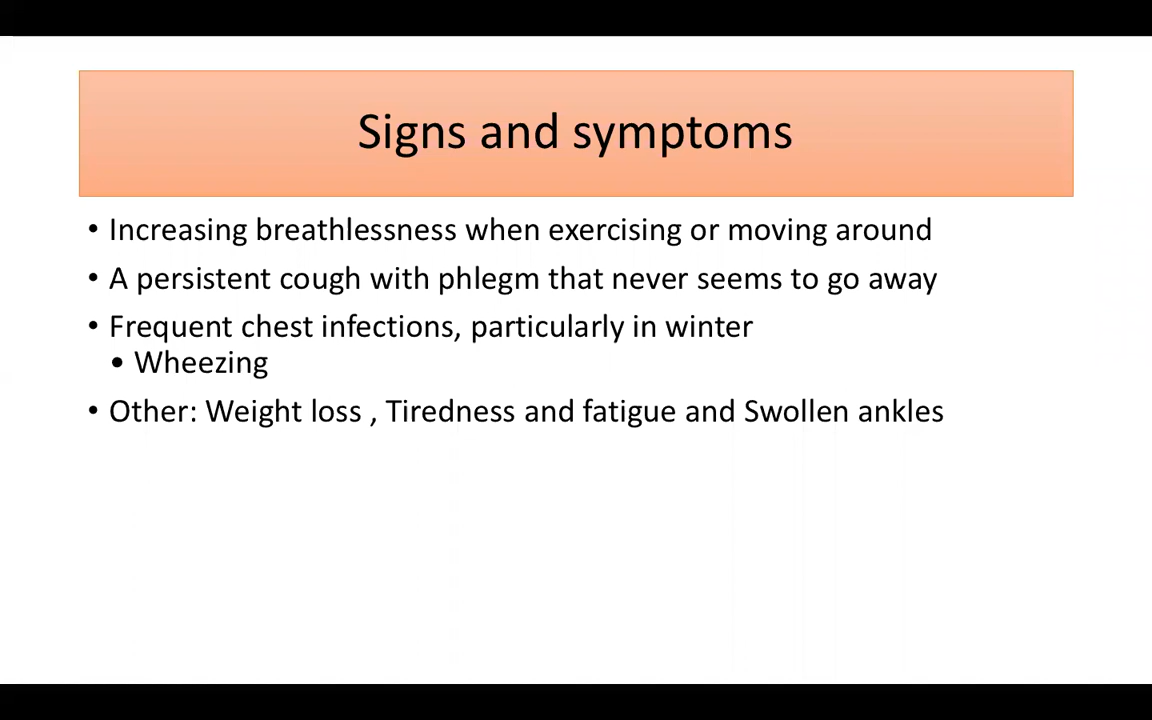 Signs and symptoms
• Increasing breathlessness when exercising or moving around
• A persistent cough with phlegm that never seems to go away
• Frequent chest infections, particularly in winter
• Wheezing
• Other: Weight loss , Tiredness and fatigue and Swollen ankles